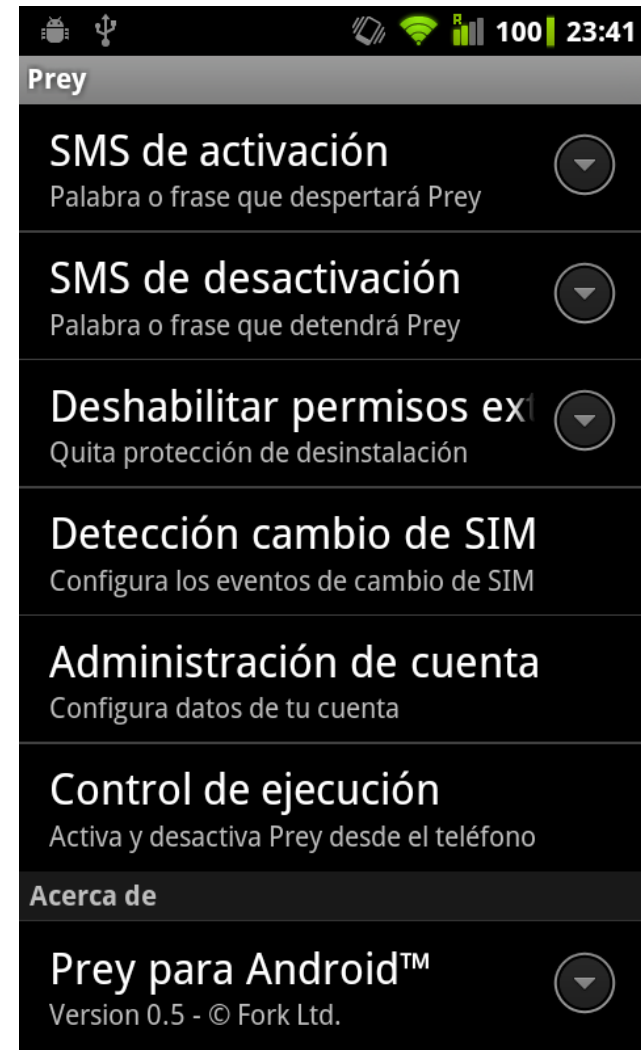 R 100 23:41
Prey
SMS de activación
Palabra o frase que despertará Prey
SMS de desactivación
Palabra o frase que detendrá Prey
Deshabilitar permisos ext
Quita protección de desinstalación
Detección cambio de SIM
Configura los eventos de cambio de SIM
Administración de cuenta
Configura datos de tu cuenta
Control de ejecución
Activa y desactiva Prey desde el teléfono
Acerca de
Prey para Android™
Version 0.5 - © Fork Ltd.